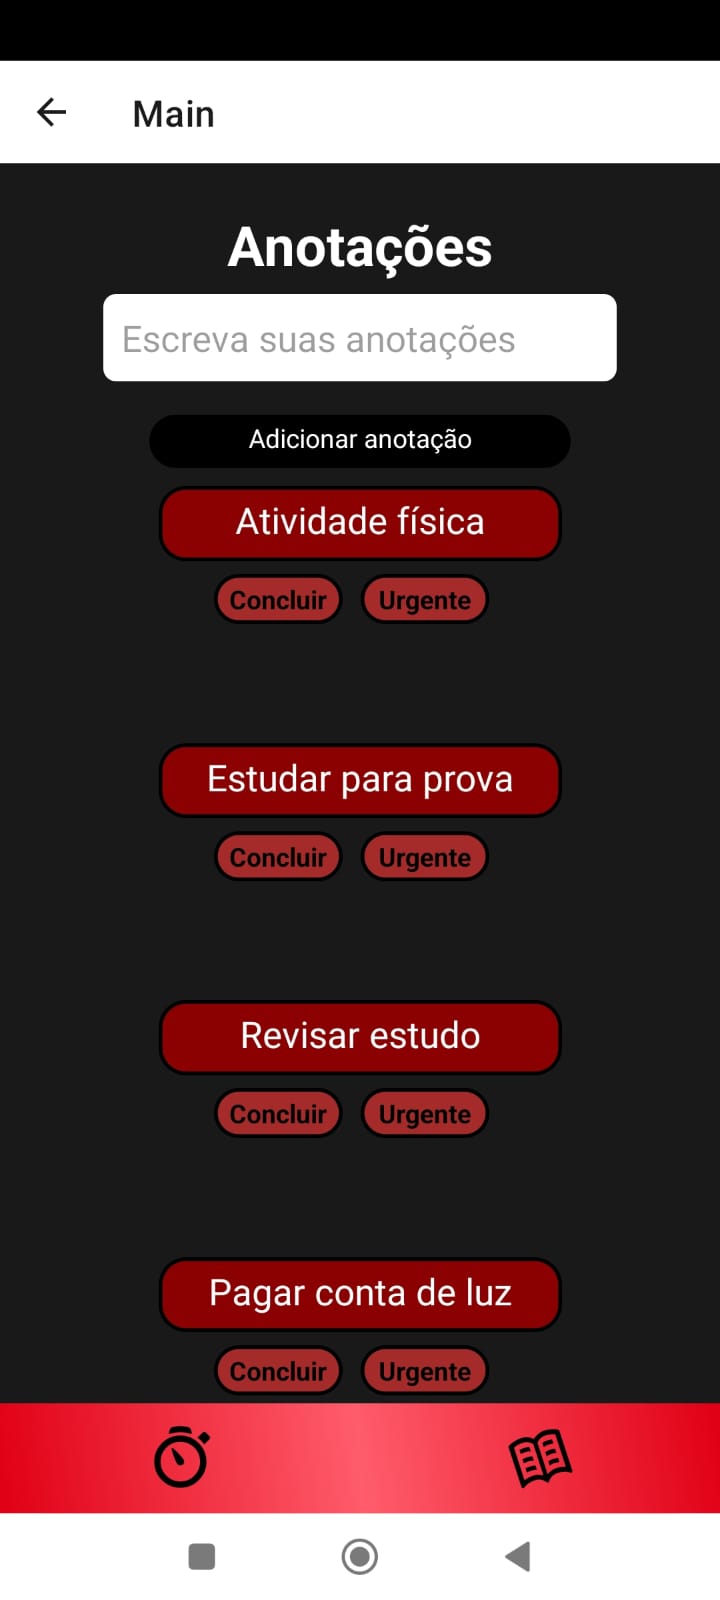 Main
Anotações
Escreva suas anotações
Adicionar anotação
Atividade física
Concluir Urgente
Estudar para prova
Concluir Urgente
Revisar estudo
Concluir Urgente
Pagar conta de luz
Concluir Urgente